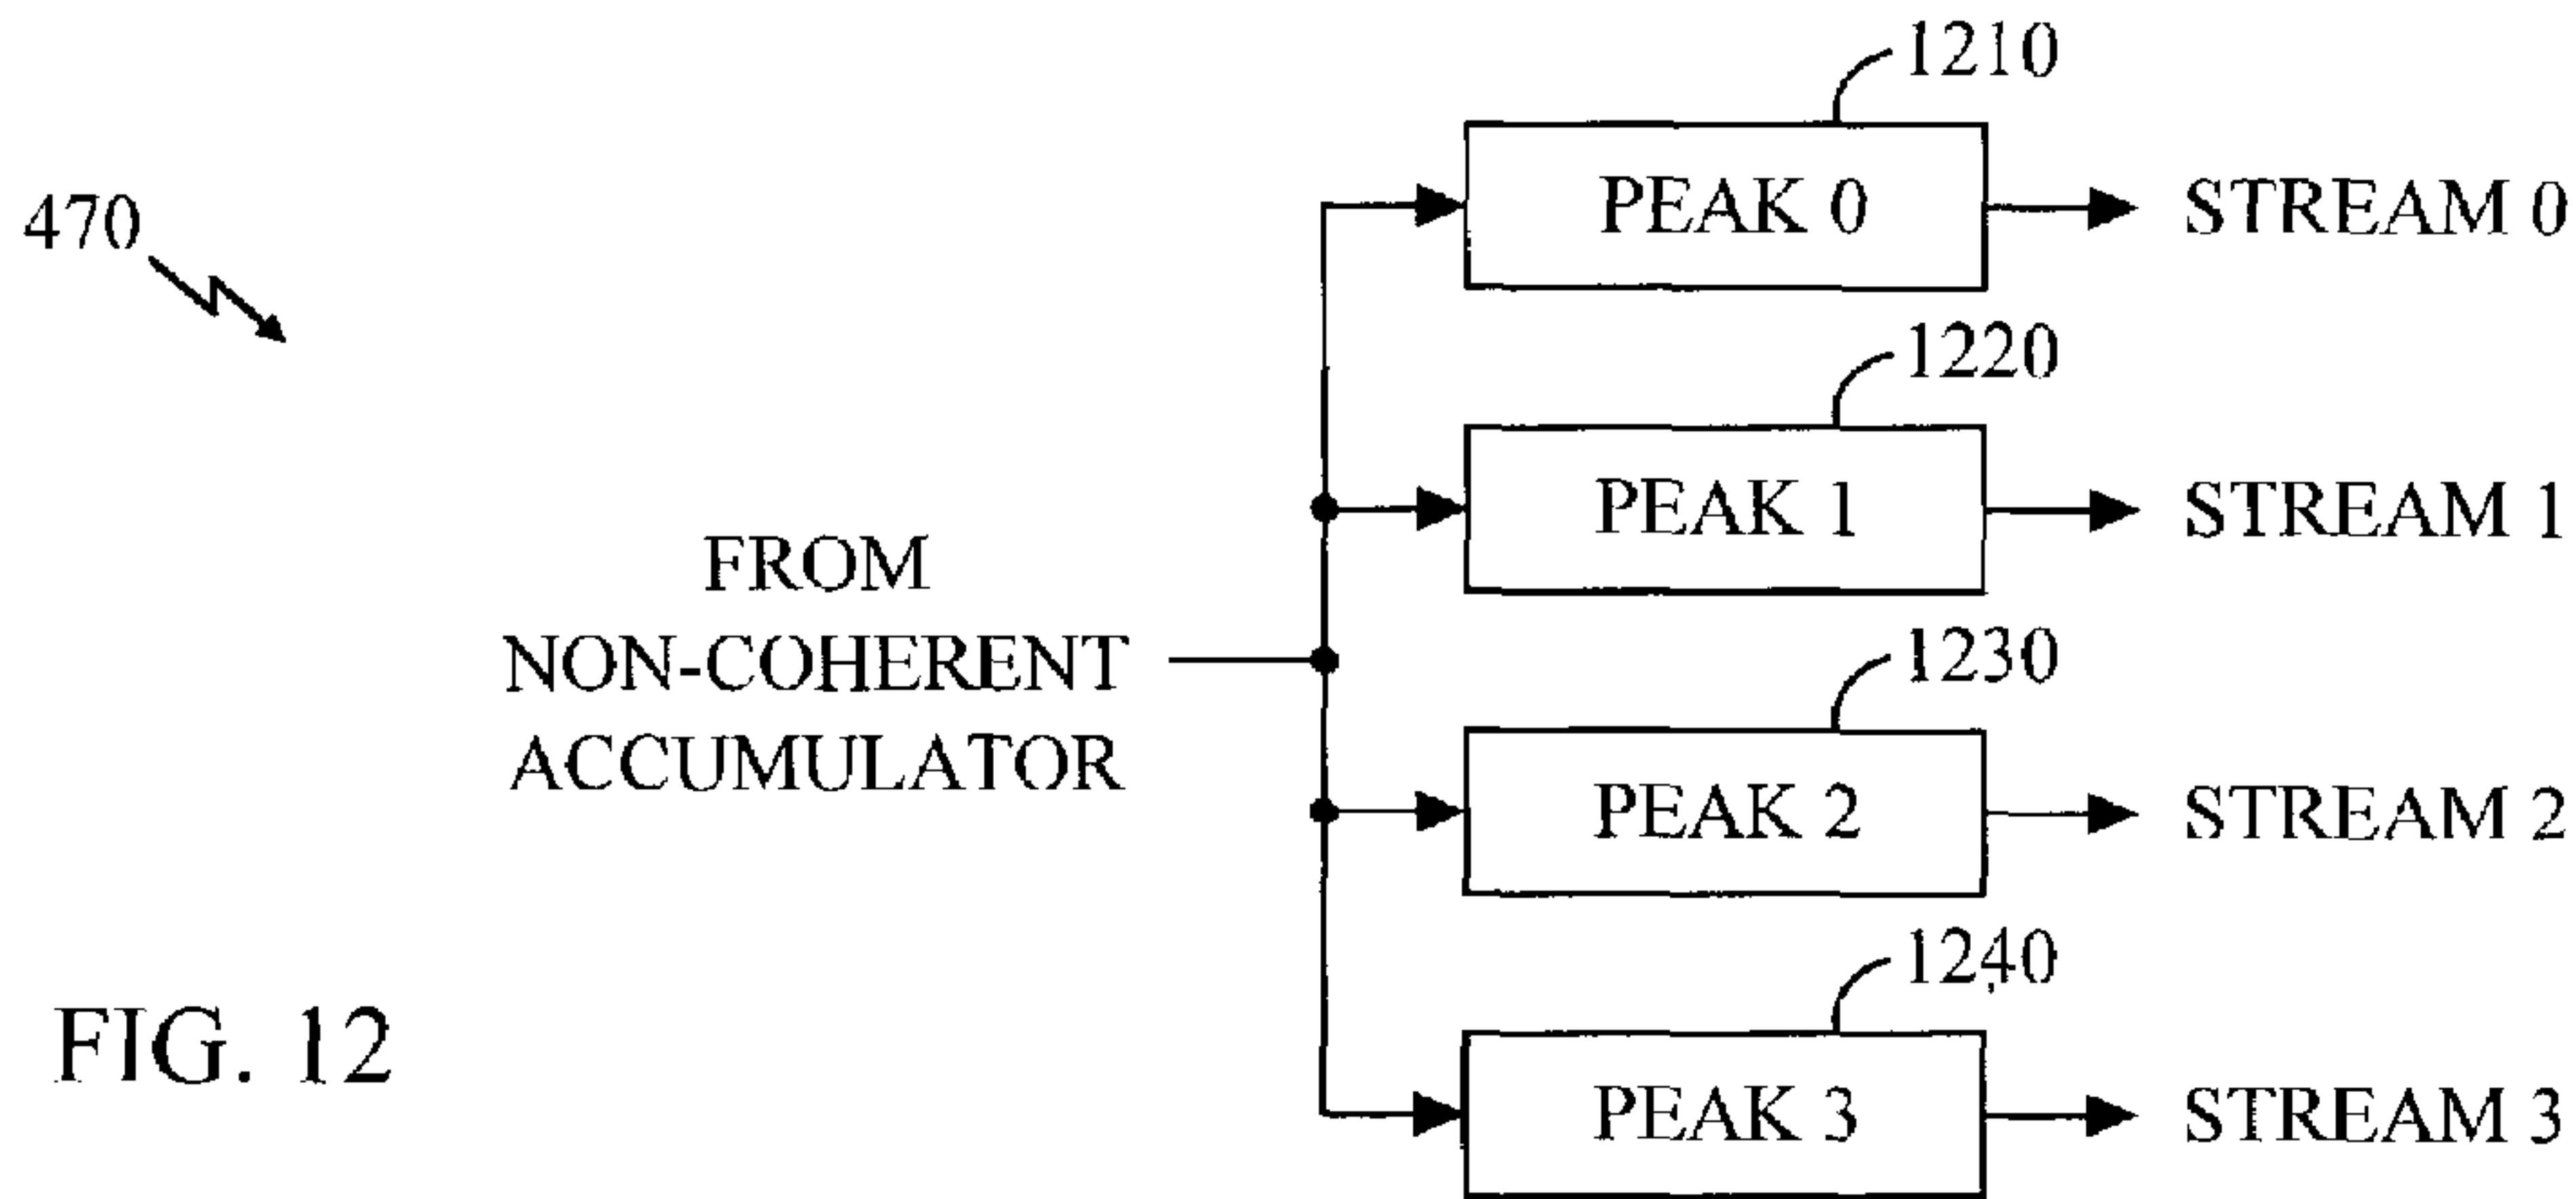 470
FROM
NON-COHERENT
ACCUMULATOR
1210
PEAK 0
STREAM 0
1220
PEAK 1
STREAM 1
1230
PEAK 2
STREAM 2
1240
PEAK 3
STREAM 3
FIG. 12